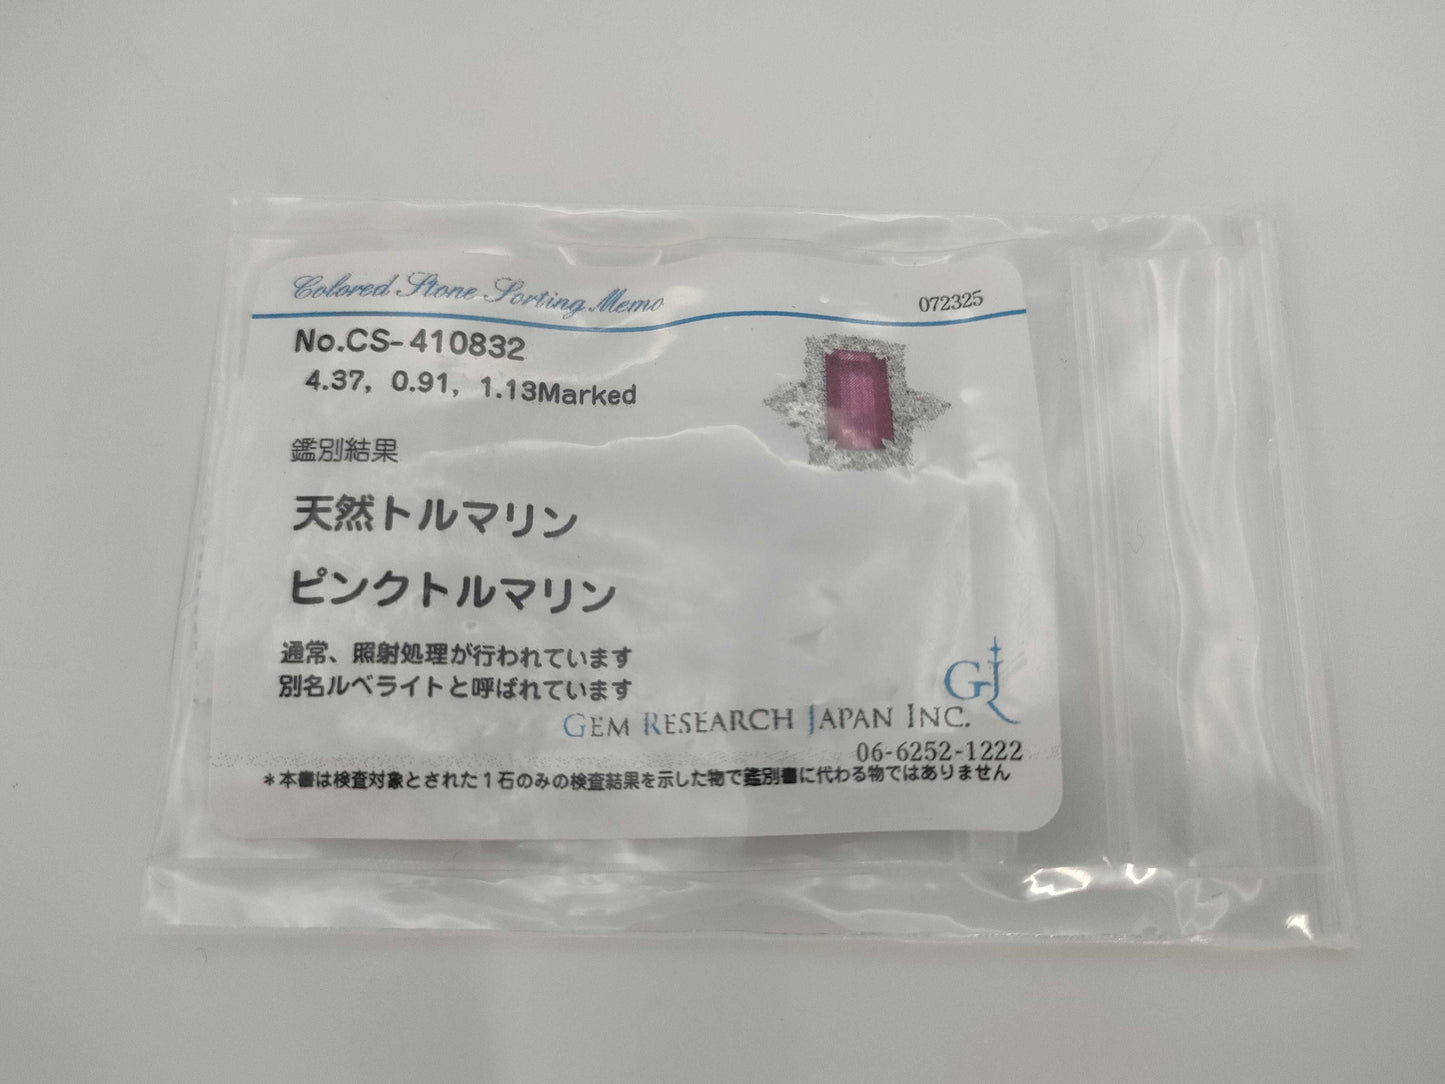 Colored Stone Sorting Memo
072325
No.CS-410832
4.37, 0.91, 1.13Marked
鑑別結果
天然トルマリン
ピンクトルマリン
通常、照射処理が行われています
別名ルベライトと呼ばれています
GJ
GEM RESEARCH JAPAN INC.
06-6252-1222
*本書は検査対象とされた1石のみの検査結果を示した物で鑑別書に代わる物ではありません